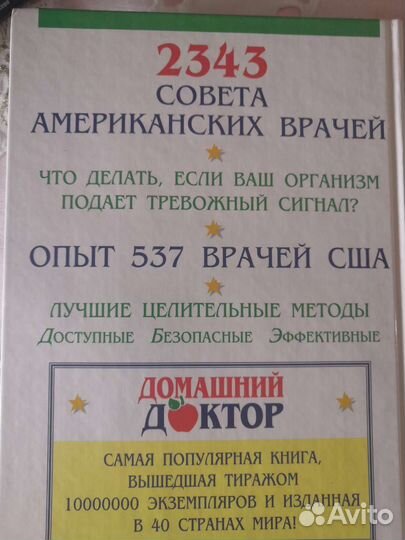 2343
СОВЕТА
АМЕРИКАНСКИХ ВРАЧЕЙ
ЧТО ДЕЛАТЬ, ЕСЛИ ВАШ ОРГАНИЗМ
ПОДАЕТ ТРЕВОЖНЫЙ СИГНАЛ?
ОПЫТ 537 ВРАЧЕЙ США
ЛУЧШИЕ ЦЕЛИТЕЛЬНЫЕ МЕТОДЫ
ДОСТУПНЫЕ БЕЗОПАСНЫЕ ЭФФЕКТИВНЫЕ
ДОМАШНИЙ
ДОКТОР
САМАЯ ПОПУЛЯРНАЯ КНИГА,
ВЫШЕДШАЯ ТИРАЖОМ
10000000 ЭКЗЕМПЛЯРОВ И ИЗДАННАЯ
В 40 СТРАНАХ МИРА!
Avito